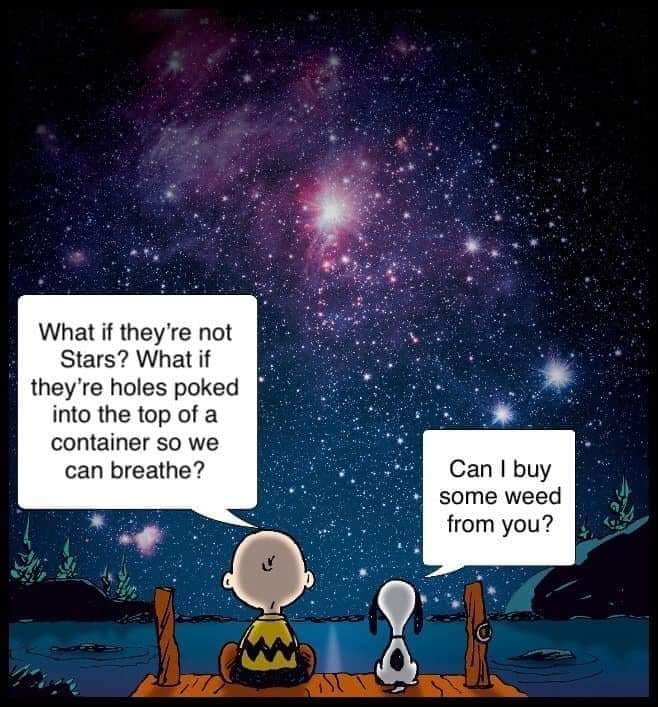 What if they're not
Stars? What if
they're holes poked
into the top of a
container so we
can breathe?
Can I buy
some weed
from you?